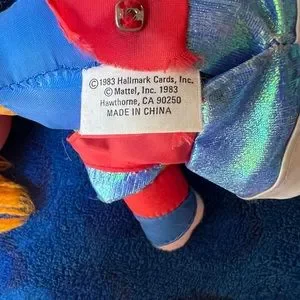 ©1983 Hallmark Cards, Inc.
©Mattel, Inc. 1983
Hawthorne, CA 90250
MADE IN CHINA